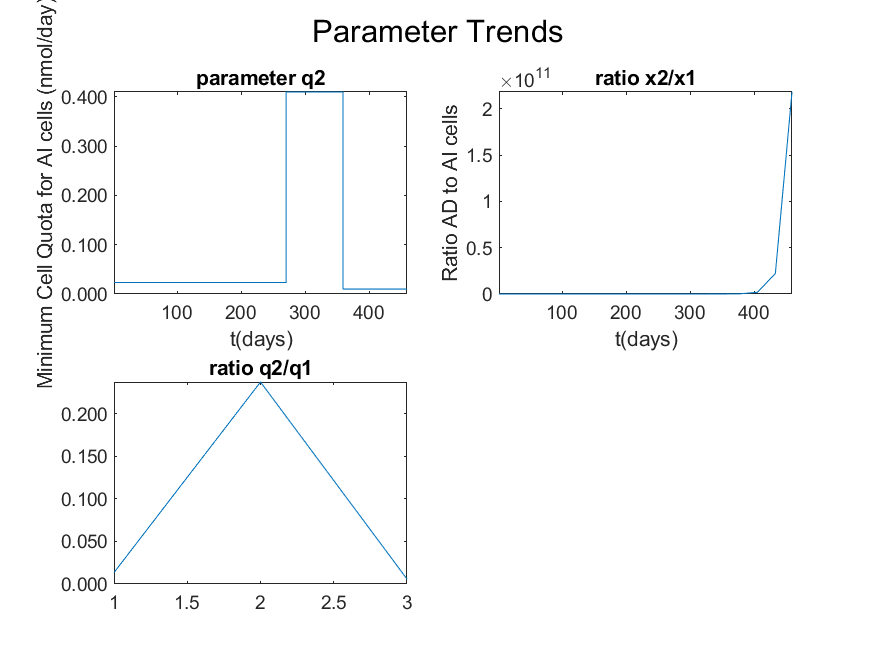 Parameter Trends
parameter q2
Minimum Cell Quota for AI cells (nmol/day)
0.400
0.300
0.200
0.100
0.000
100 200 300 400
t(days)
ratio x2/x1
×10^11
Ratio AD to AI cells
2
1.5
1
0.5
0
100 200 300 400
t(days)
ratio q2/q1
0.200
0.150
0.100
0.050
0.000
1 1.5 2 2.5 3